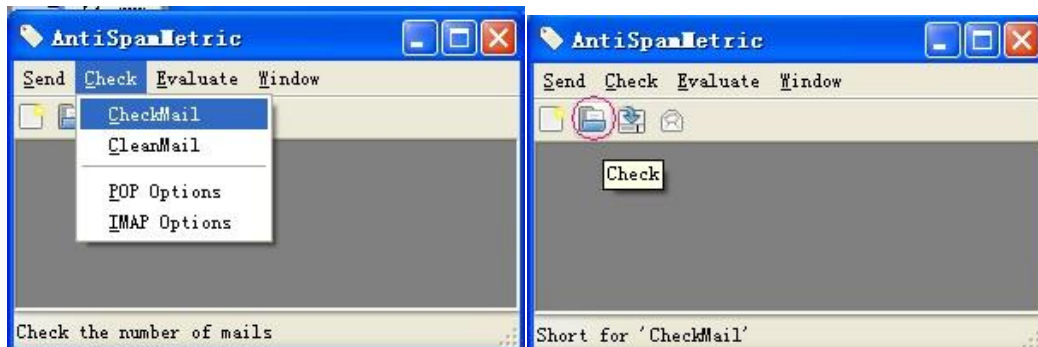 AntiSpamMetric
Send Check Evaluate Window
CheckMail
CleanMail
POP Options
IMAP Options
Check the number of mails
AntiSpamMetric
Send Check Evaluate Window
Check
Short for 'CheckMail'